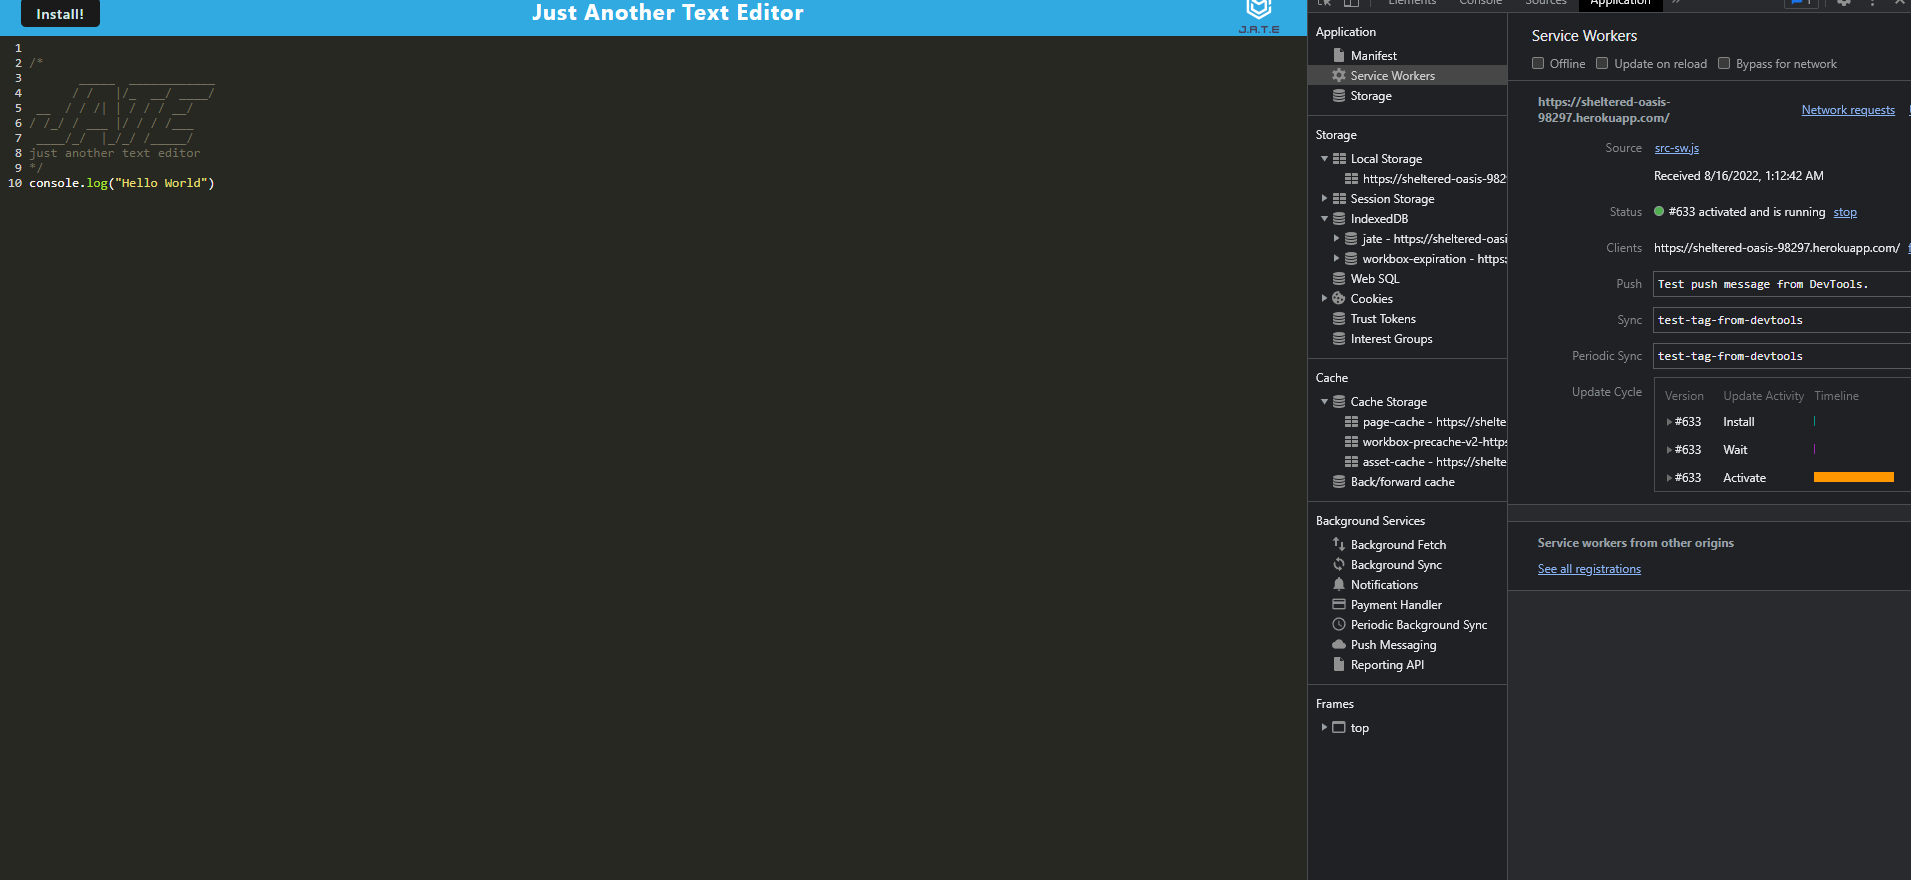 Install!
Just Another Text Editor
J.A.T.E
1
2 /*
3        _____  ____________
4       / /   |/_  __/ ____/
5  __  / / /| | / / / __/
6 / /_/ / ___ |/ / / /___
7  ____/_/  |_/_/ /_____/
8 just another text editor
9 */
10 console.log("Hello World")
Elements Console Sources Application » 1
Application
Manifest
Service Workers
Storage
Storage
Local Storage
https://sheltered-oasis-982
Session Storage
IndexedDB
jate - https://sheltered-oasi
workbox-expiration - https:
Web SQL
Cookies
Trust Tokens
Interest Groups
Cache
Cache Storage
page-cache - https://shelte
workbox-precache-v2-https
asset-cache - https://shelte
Back/forward cache
Background Services
Background Fetch
Background Sync
Notifications
Payment Handler
Periodic Background Sync
Push Messaging
Reporting API
Frames
top
Service Workers
Offline Update on reload Bypass for network
https://sheltered-oasis-
98297.herokuapp.com/
Network requests
Source src-sw.js
Received 8/16/2022, 1:12:42 AM
Status #633 activated and is running stop
Clients https://sheltered-oasis-98297.herokuapp.com/
Push Test push message from DevTools.
Sync test-tag-from-devtools
Periodic Sync test-tag-from-devtools
Update Cycle Version Update Activity Timeline
#633 Install
#633 Wait
#633 Activate
Service workers from other origins
See all registrations